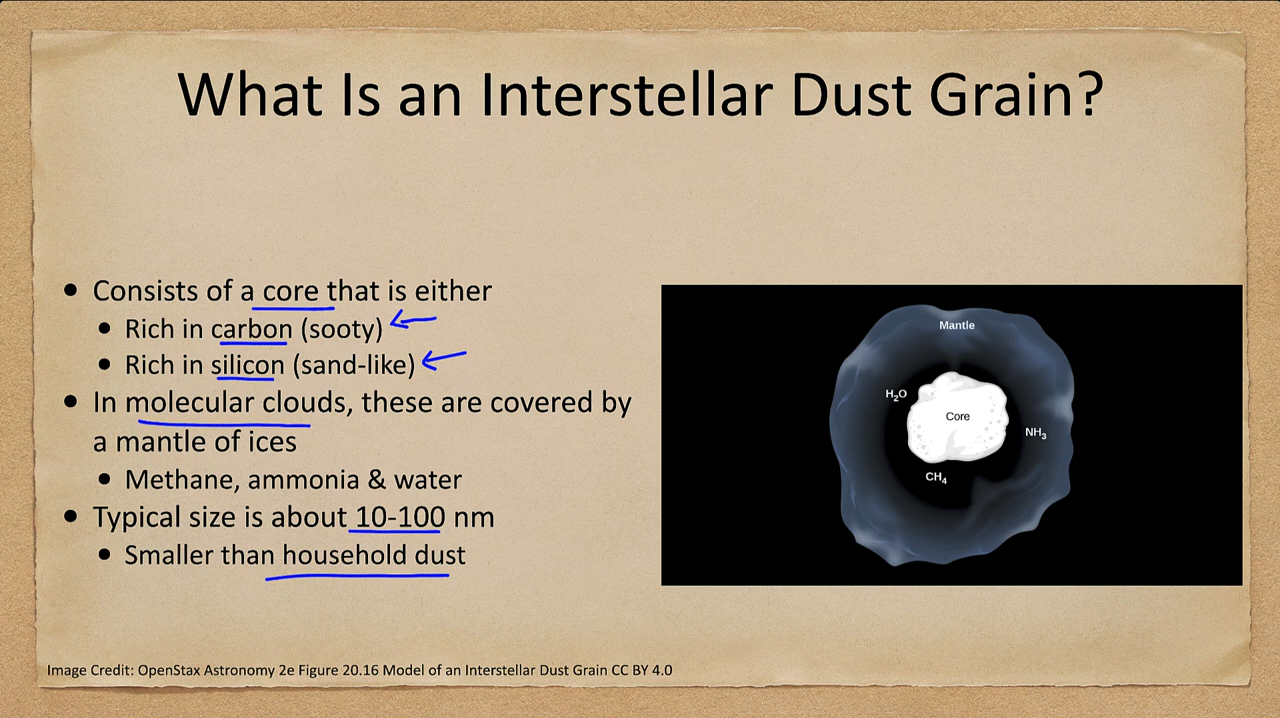 What Is an Interstellar Dust Grain?
• Consists of a core that is either
• Rich in carbon (sooty)
• Rich in silicon (sand-like)
• In molecular clouds, these are covered by
a mantle of ices
• Methane, ammonia & water
• Typical size is about 10-100 nm
• Smaller than household dust
Mantle
H₂O
Core
NH₃
CH₄
Image Credit: OpenStax Astronomy 2e Figure 20.16 Model of an Interstellar Dust Grain CC BY 4.0